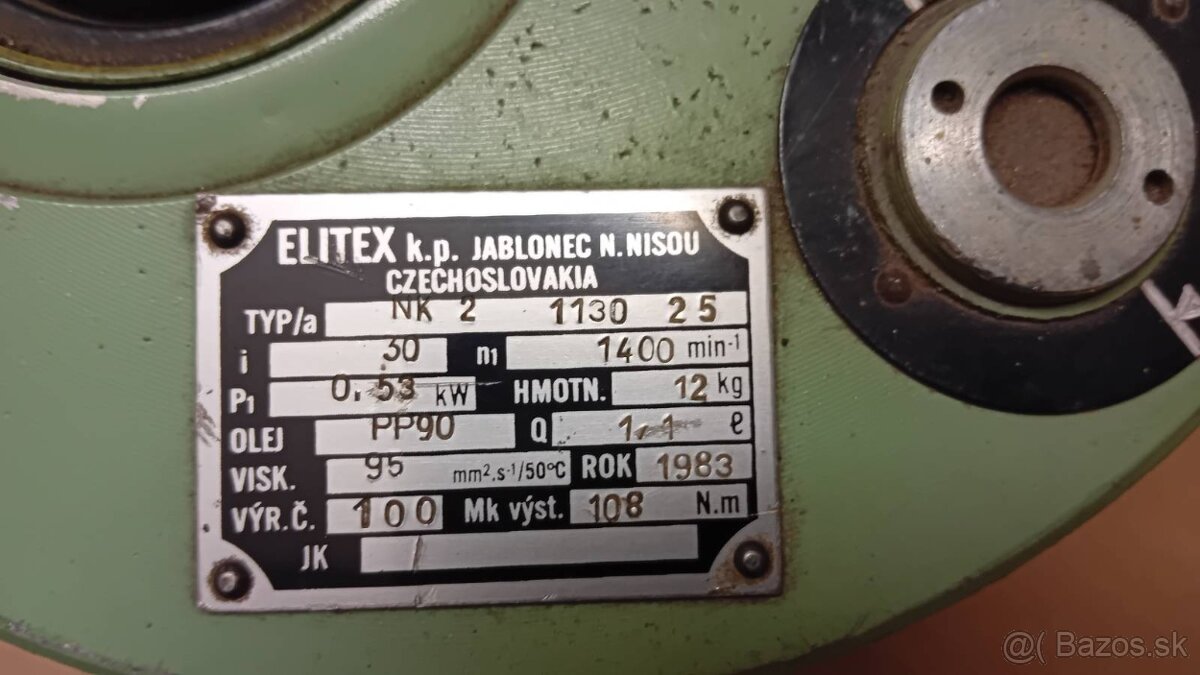 ELITEX k.p. JABLONEC N.NISOU
CZECHOSLOVAKIA
TYP/a NK 2 1130 25
i 30 n1 1400 min-1
P1 0.53 kW HMOTN. 12 kg
OLEJ PP90 Q 1,1 ℓ
VISK. 95 mm².s-1/50°C ROK 1983
VÝR.Č. 100 Mk výst. 108 N.m
JK
@( Bazos.sk